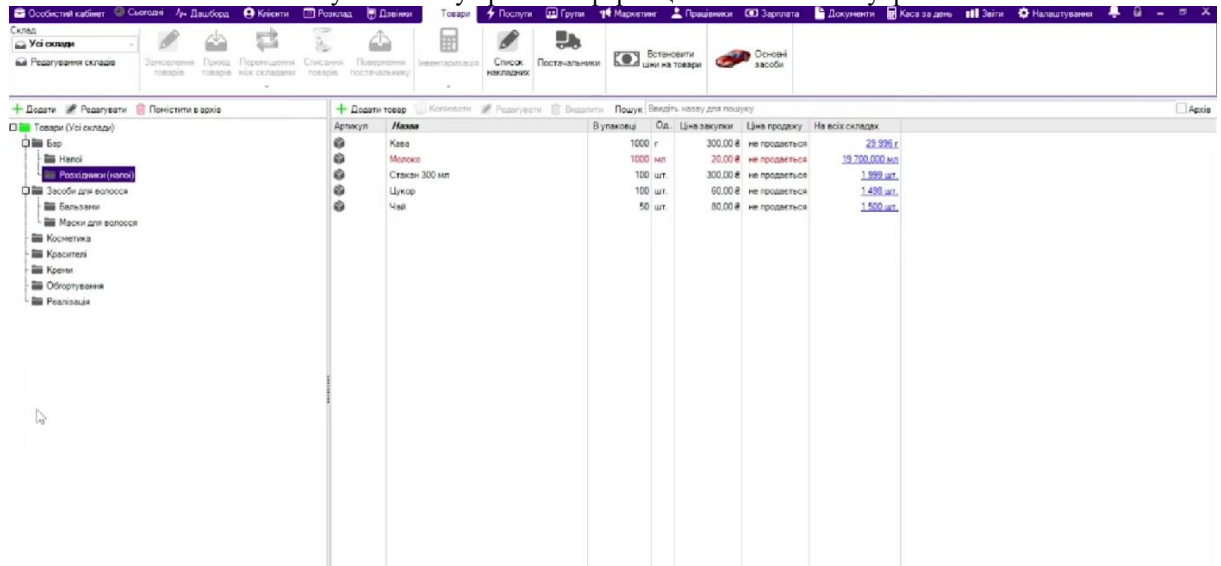 Особистий кабінет Сьогодні Дашборд Клієнти Розклад Дзвінки Товари Послуги Групи Маркетинг Працівники Зарплата Документи Каса за день Звіти Налаштування
Склад
Усі склади
Редагування складів
Замовлення товарів
Прихід товарів
Переміщення між складами
Списання товарів
Повернення постачальнику
Інвентаризація
Список накладних
Постачальники
Встановити ціни на товари
Основні засоби
Додати Редагувати Помістити в архів
Додати товар Копіювати Редагувати Видалити Пошук Введіть назву для пошуку Архів
Товари (Усі склади)
Бар
Напої
Розхідники (напої)
Засоби для волосся
Бальзами
Маски для волосся
Косметика
Красителі
Креми
Обгортування
Реалізація
Артикул Назва В упаковці Од.. Ціна закупки Ціна продажу На всіх складах
Кава 1000 г 300,00 ₴ не продається 29 996 г
Молоко 1000 мл 20,00 ₴ не продається 19 700,000 мл
Стакан 300 мл 100 шт. 300,00 ₴ не продається 1 999 шт.
Цукор 100 шт. 60,00 ₴ не продається 1 498 шт.
Чай 50 шт. 80,00 ₴ не продається 1 500 шт.